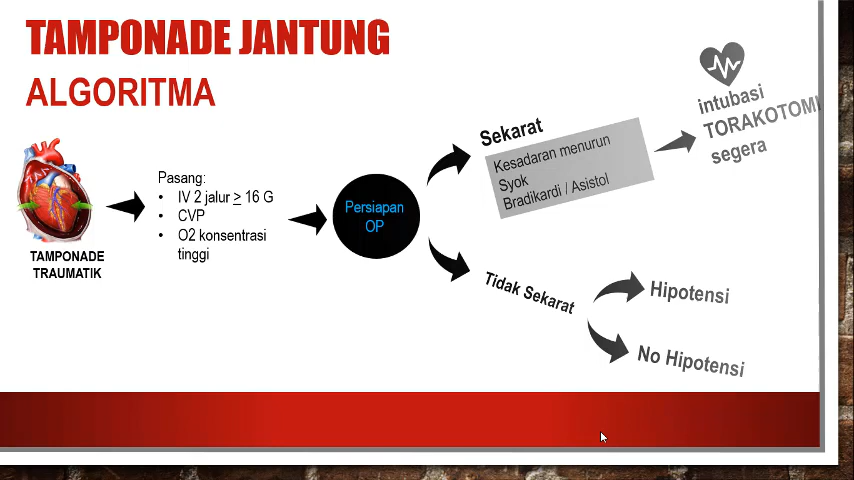 TAMPONADE JANTUNG
ALGORITMA
TAMPONADE
TRAUMATIK
Pasang:
• IV 2 jalur ≥ 16 G
• CVP
• O2 konsentrasi
tinggi
Persiapan
OP
Sekarat
Kesadaran menurun
Syok
Bradikardi / Asistol
intubasi
TORAKOTOMI
segera
Tidak Sekarat
Hipotensi
No Hipotensi